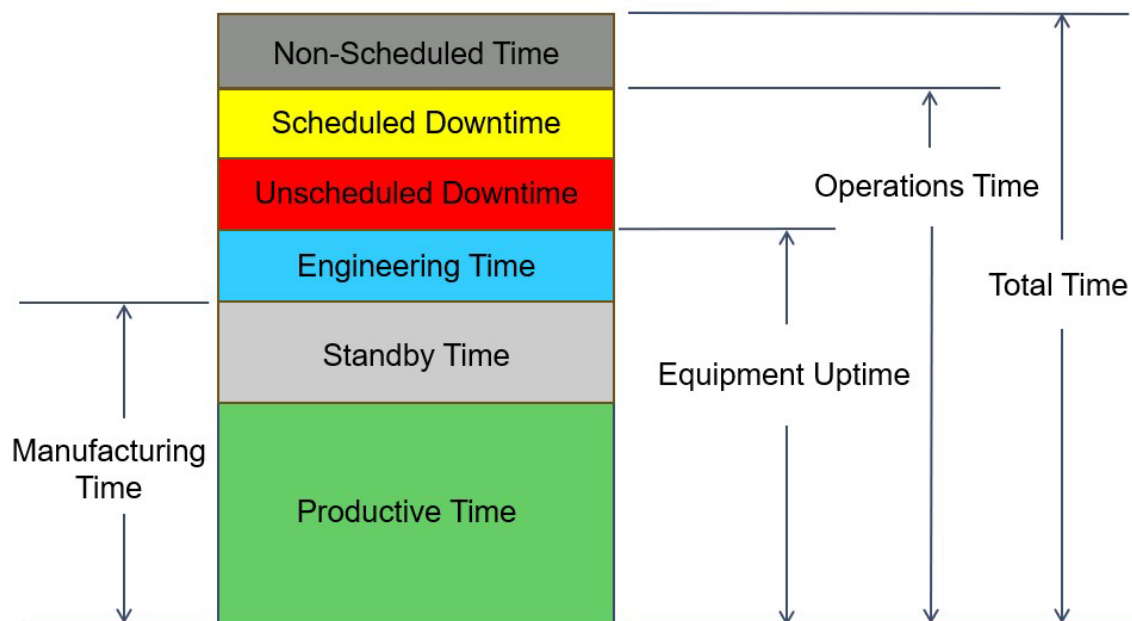 Non-Scheduled Time
Scheduled Downtime
Unscheduled Downtime
Operations Time
Engineering Time
Total Time
Standby Time
Equipment Uptime
Manufacturing
Time
Productive Time